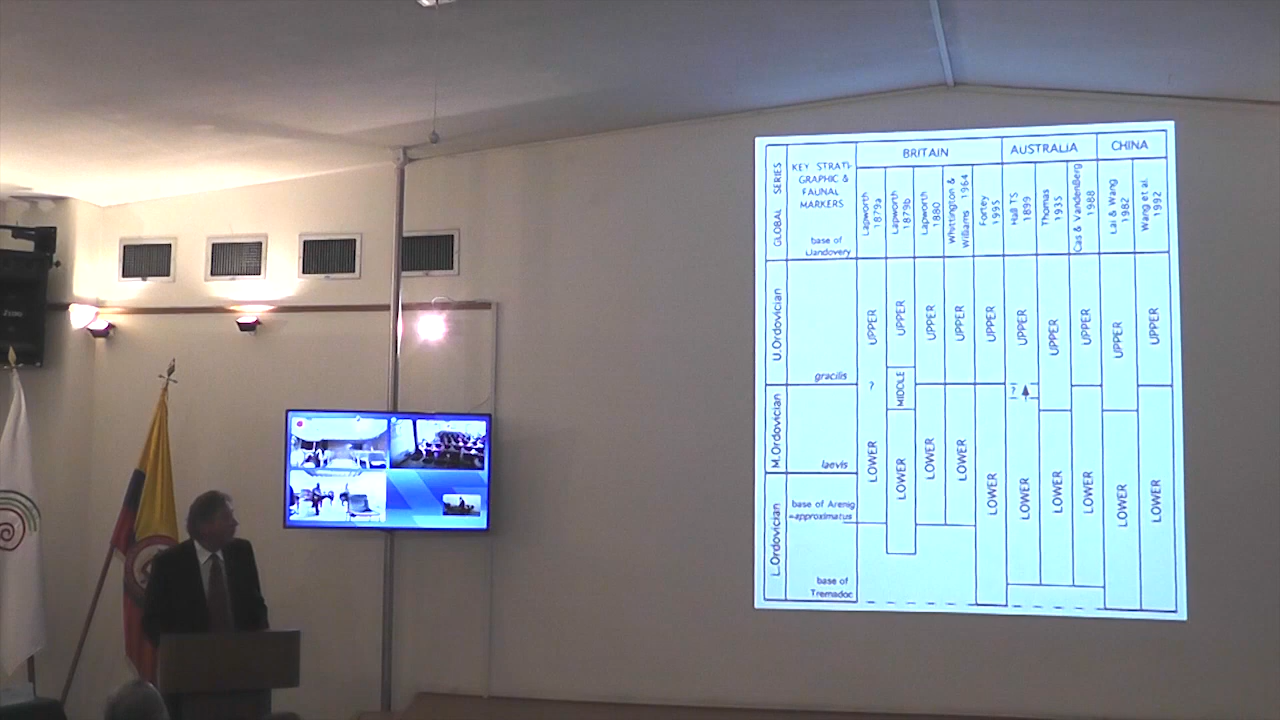 GLOBAL SERIES
KEY STRATI-
GRAPHIC &
FAUNAL
MARKERS
BRITAIN
AUSTRALIA
CHINA
Lapworth
1879a
Lapworth
1879b
Lapworth
1880
Whittington &
Williams 1964
Fortey
1995
Hall TS
1899
Thomas
1935
Cas & VandenBerg
1988
Lai & Wang
1982
Wang et al.
1992
base of
Llandovery
U.Ordovician
gracilis
UPPER
UPPER
UPPER
UPPER
UPPER
UPPER
UPPER
UPPER
UPPER
UPPER
?
MIDDLE
?
M.Ordovician
laevis
LOWER
LOWER
LOWER
LOWER
LOWER
LOWER
LOWER
LOWER
LOWER
LOWER
L.Ordovician
base of Arenig
=approximatus
base of
Tremadoc